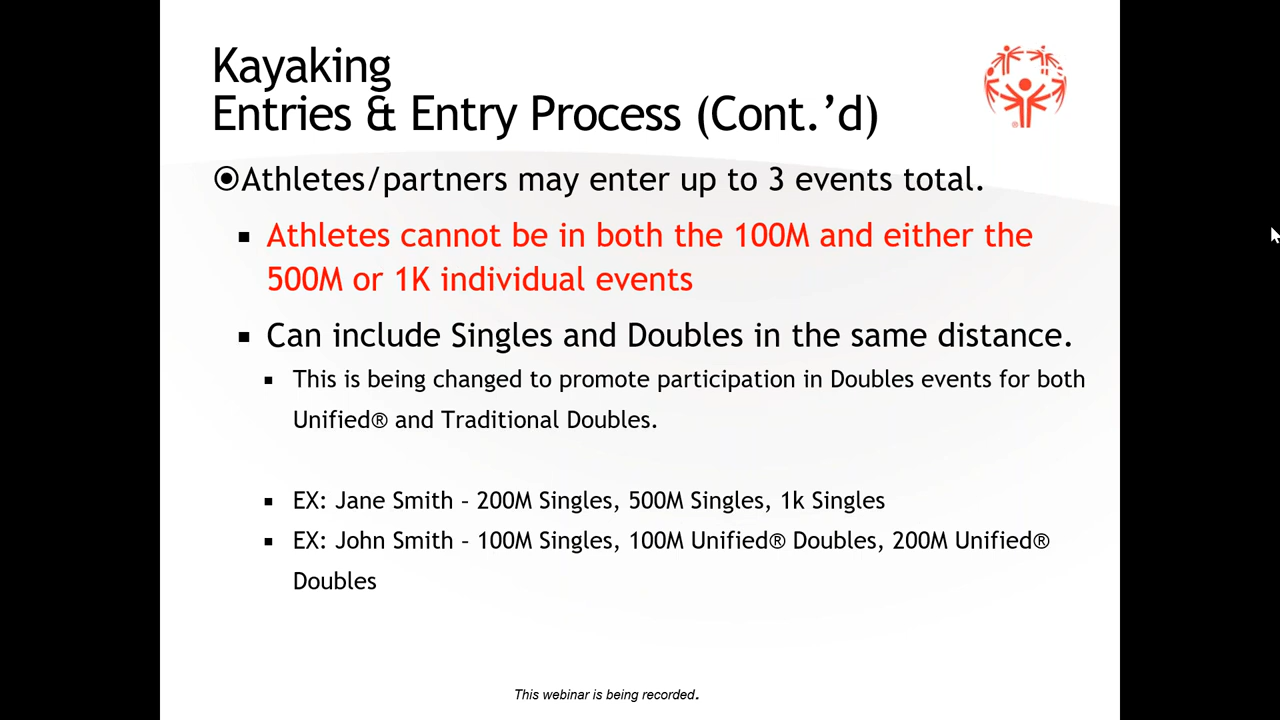 Kayaking
Entries & Entry Process (Cont.’d)
Athletes/partners may enter up to 3 events total.
Athletes cannot be in both the 100M and either the
500M or 1K individual events
Can include Singles and Doubles in the same distance.
This is being changed to promote participation in Doubles events for both
Unified® and Traditional Doubles.
EX: Jane Smith – 200M Singles, 500M Singles, 1k Singles
EX: John Smith – 100M Singles, 100M Unified® Doubles, 200M Unified®
Doubles
This webinar is being recorded.